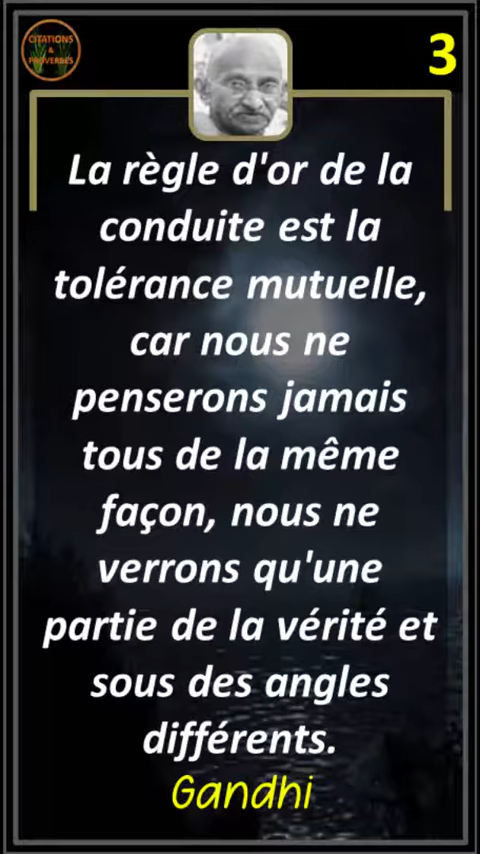 CITATIONS
&
PROVERBES
3
La règle d'or de la
conduite est la
tolérance mutuelle,
car nous ne
penserons jamais
tous de la même
façon, nous ne
verrons qu'une
partie de la vérité et
sous des angles
différents.
Gandhi